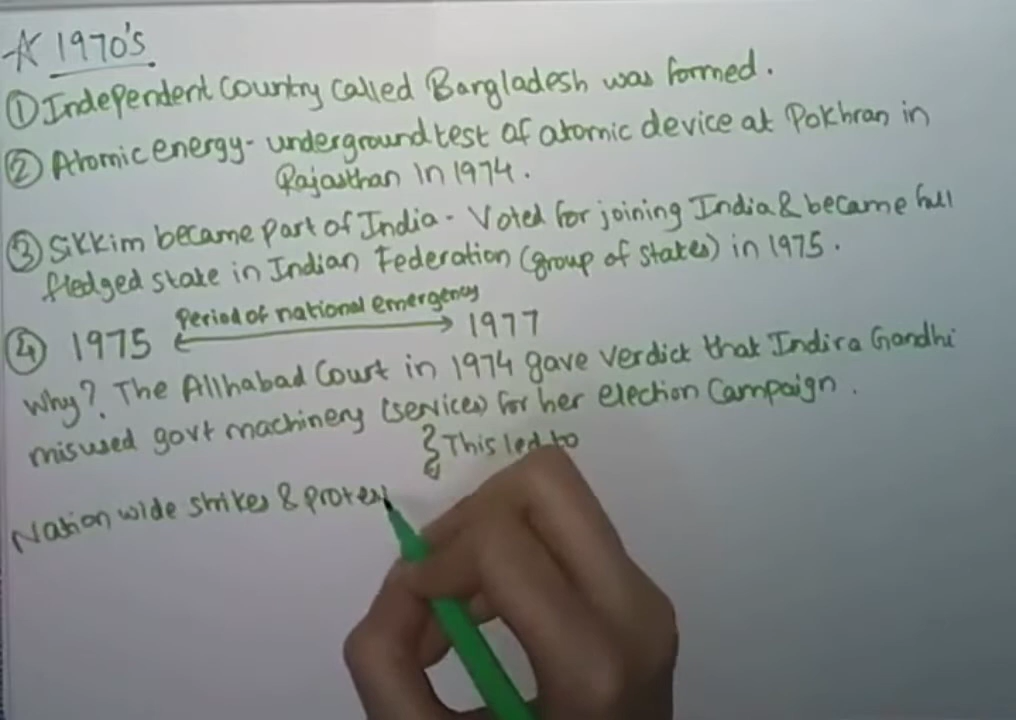 ☆ 1970's.
① Independent Country called Bangladesh was formed.
② Atomic energy - underground test of atomic device at Pokhran in
Rajasthan in 1974.
③ Sikkim became part of India - Voted for joining India & became full
fledged state in Indian Federation (group of states) in 1975.
Period of national emergency
④ 1975 ⟷ 1977
Why? The Allhabad Court in 1974 gave verdict that Indira Gandhi
misused govt machinery (services) for her election Campaign.
This led to
Nation wide strikes & protes